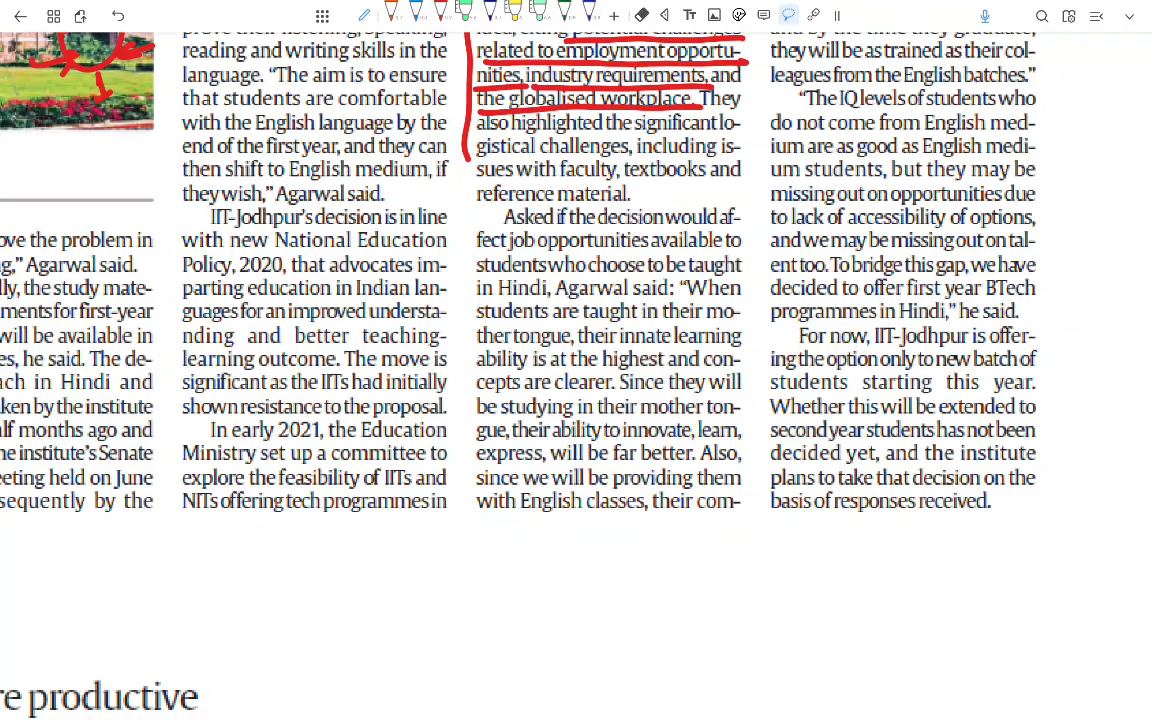 ove the problem in
g,” Agarwal said.
lly, the study mate-
ments for first-year
will be available in
es, he said. The de-
ach in Hindi and
ken by the institute
alf months ago and
he institute's Senate
eeting held on June
sequently by the
prove their listening, speaking,
reading and writing skills in the
language. “The aim is to ensure
that students are comfortable
with the English language by the
end of the first year, and they can
then shift to English medium, if
they wish,” Agarwal said.
IIT-Jodhpur's decision is in line
with new National Education
Policy, 2020, that advocates im-
parting education in Indian lan-
guages for an improved understa-
nding and better teaching-
learning outcome. The move is
significant as the IITs had initially
shown resistance to the proposal.
In early 2021, the Education
Ministry set up a committee to
explore the feasibility of IITs and
NITs offering tech programmes in
related to employment opportu-
nities, industry requirements, and
the globalised workplace. They
also highlighted the significant lo-
gistical challenges, including is-
sues with faculty, textbooks and
reference material.
Asked if the decision would af-
fect job opportunities available to
students who choose to be taught
in Hindi, Agarwal said: “When
students are taught in their mo-
ther tongue, their innate learning
ability is at the highest and con-
cepts are clearer. Since they will
be studying in their mother ton-
gue, their ability to innovate, learn,
express, will be far better. Also,
since we will be providing them
with English classes, their com-
and by the time they graduate,
they will be as trained as their col-
leagues from the English batches.”
“The IQ levels of students who
do not come from English med-
ium are as good as English medi-
um students, but they may be
missing out on opportunities due
to lack of accessibility of options,
and we may be missing out on tal-
ent too. To bridge this gap, we have
decided to offer first year BTech
programmes in Hindi,” he said.
For now, IIT-Jodhpur is offer-
ing the option only to new batch of
students starting this year.
Whether this will be extended to
second year students has not been
decided yet, and the institute
plans to take that decision on the
basis of responses received.
re productive